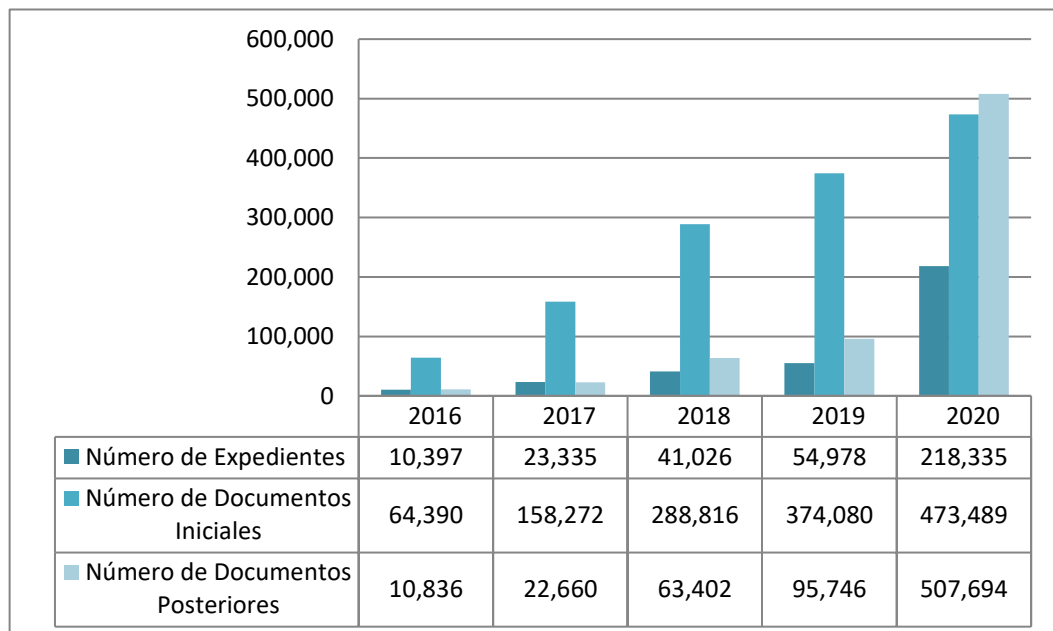 600,000
500,000
400,000
300,000
200,000
100,000
0
2016 2017 2018 2019 2020
Número de Expedientes 10,397 23,335 41,026 54,978 218,335
Número de Documentos
Iniciales 64,390 158,272 288,816 374,080 473,489
Número de Documentos
Posteriores 10,836 22,660 63,402 95,746 507,694